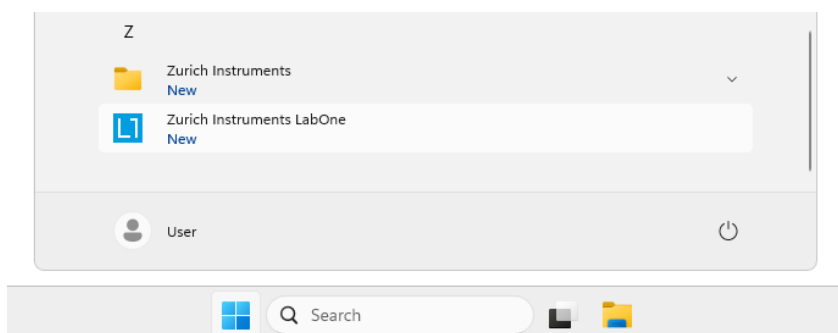 Z
Zurich Instruments
New
Zurich Instruments LabOne
New
User
Search